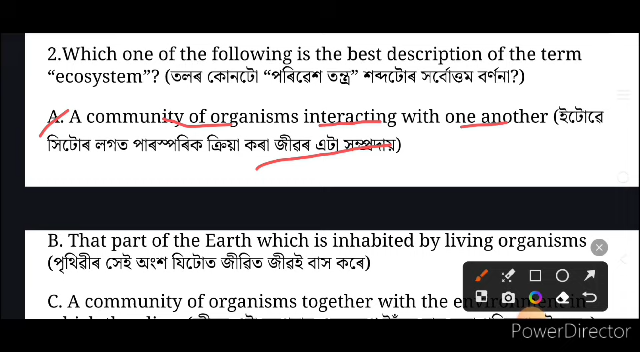 2.Which one of the following is the best description of the term
“ecosystem”? (তলৰ কোনটো “পৰিৱেশ তন্ত্ৰ” শব্দটোৰ সৰ্বোত্তম বৰ্ণনা?)
A. A community of organisms interacting with one another (ইটোৱে
সিটোৰ লগত পাৰস্পৰিক ক্ৰিয়া কৰা জীৱৰ এটা সম্প্ৰদায়)
B. That part of the Earth which is inhabited by living organisms
(পৃথিৱীৰ সেই অংশ যিটোত জীৱিত জীৱই বাস কৰে)
C. A community of organisms together with the environment in
PowerDirector